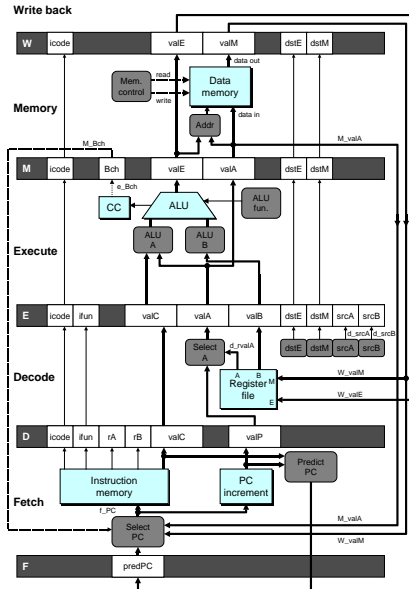 Write back
W icode valE valM dstE dstM
data out
read
Mem. control
Data memory
write
Memory
Addr
data in
M_Bch
M_valA
M icode Bch valE valA dstE dstM
e_Bch
CC
ALU
ALU fun.
ALU A
ALU B
Execute
E icode ifun valC valA valB dstE dstM srcA srcB
d_srcA d_srcB
Select A
d_rvalA
dstE dstM srcA srcB
A B M
Register file
W_valM
E
W_valE
Decode
D icode ifun rA rB valC valP
Predict PC
Instruction memory
PC increment
Fetch
f_PC
M_valA
Select PC
W_valM
F predPC